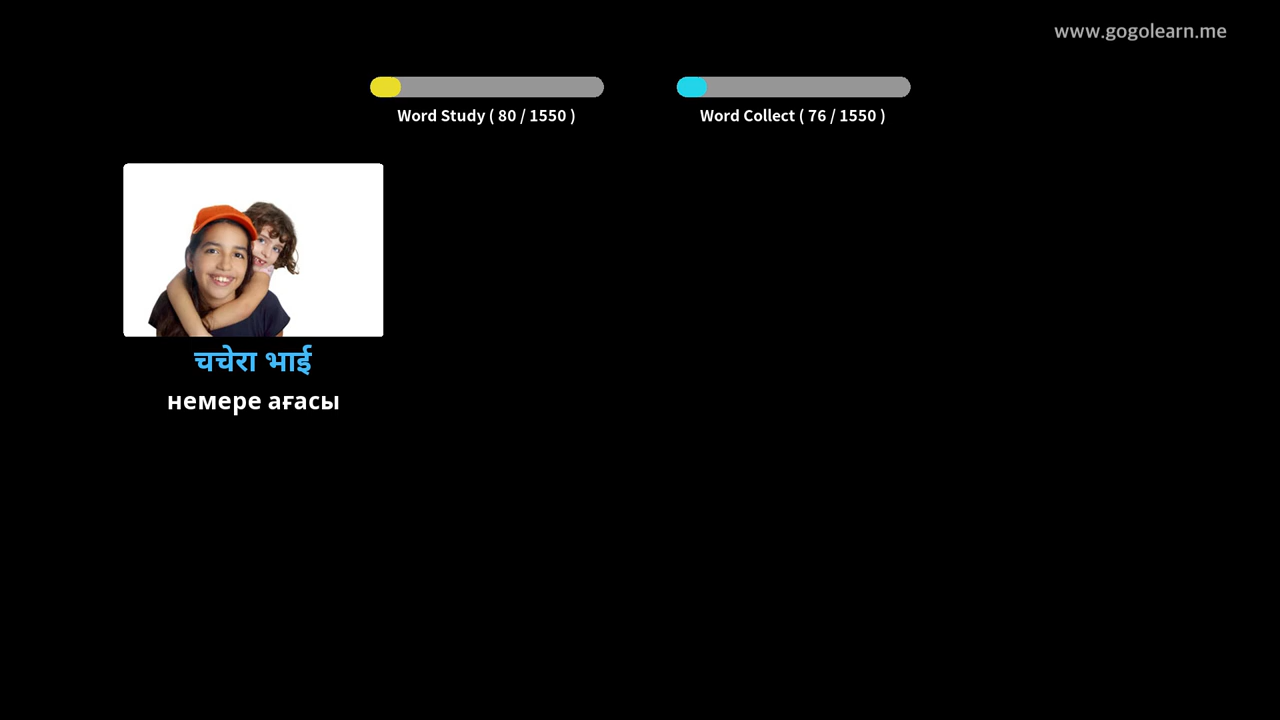 www.gogolearn.me
Word Study ( 80 / 1550 )
Word Collect ( 76 / 1550 )
चचेरा भाई
немере ағасы